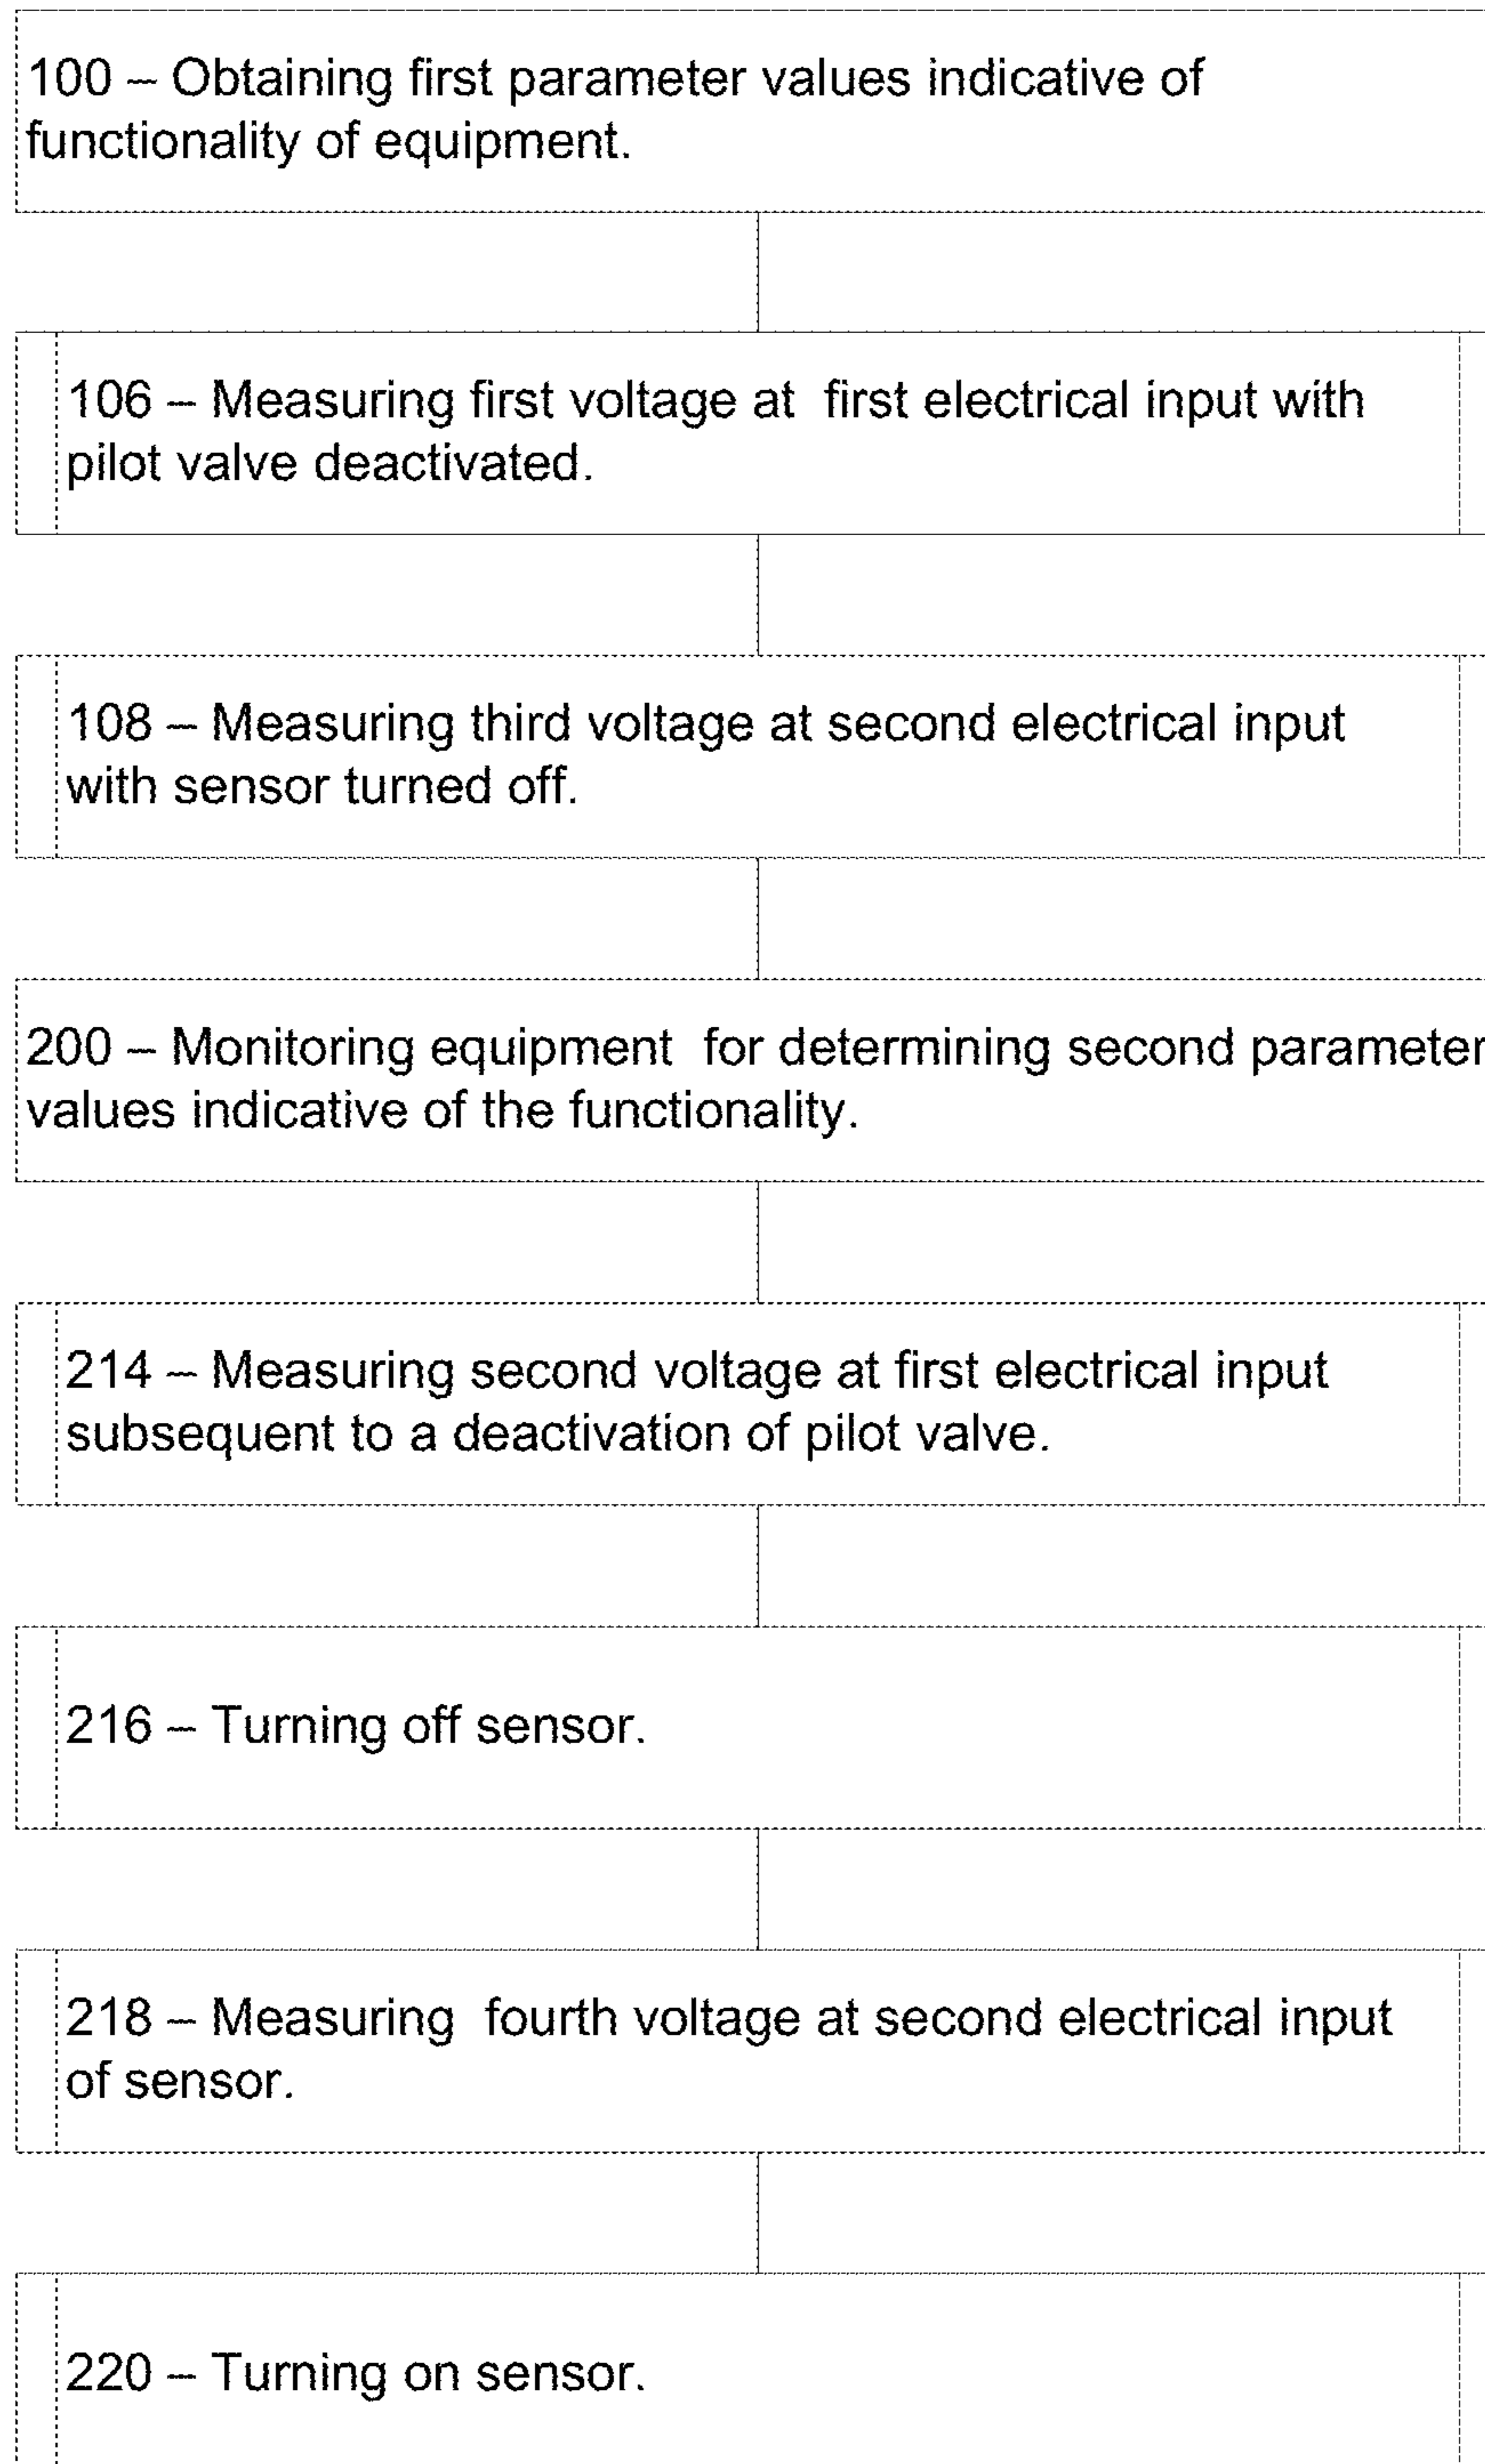 100 – Obtaining first parameter values indicative of
functionality of equipment.
106 – Measuring first voltage at first electrical input with
pilot valve deactivated.
108 – Measuring third voltage at second electrical input
with sensor turned off.
200 – Monitoring equipment for determining second parameter
values indicative of the functionality.
214 – Measuring second voltage at first electrical input
subsequent to a deactivation of pilot valve.
216 – Turning off sensor.
218 – Measuring fourth voltage at second electrical input
of sensor.
220 – Turning on sensor.